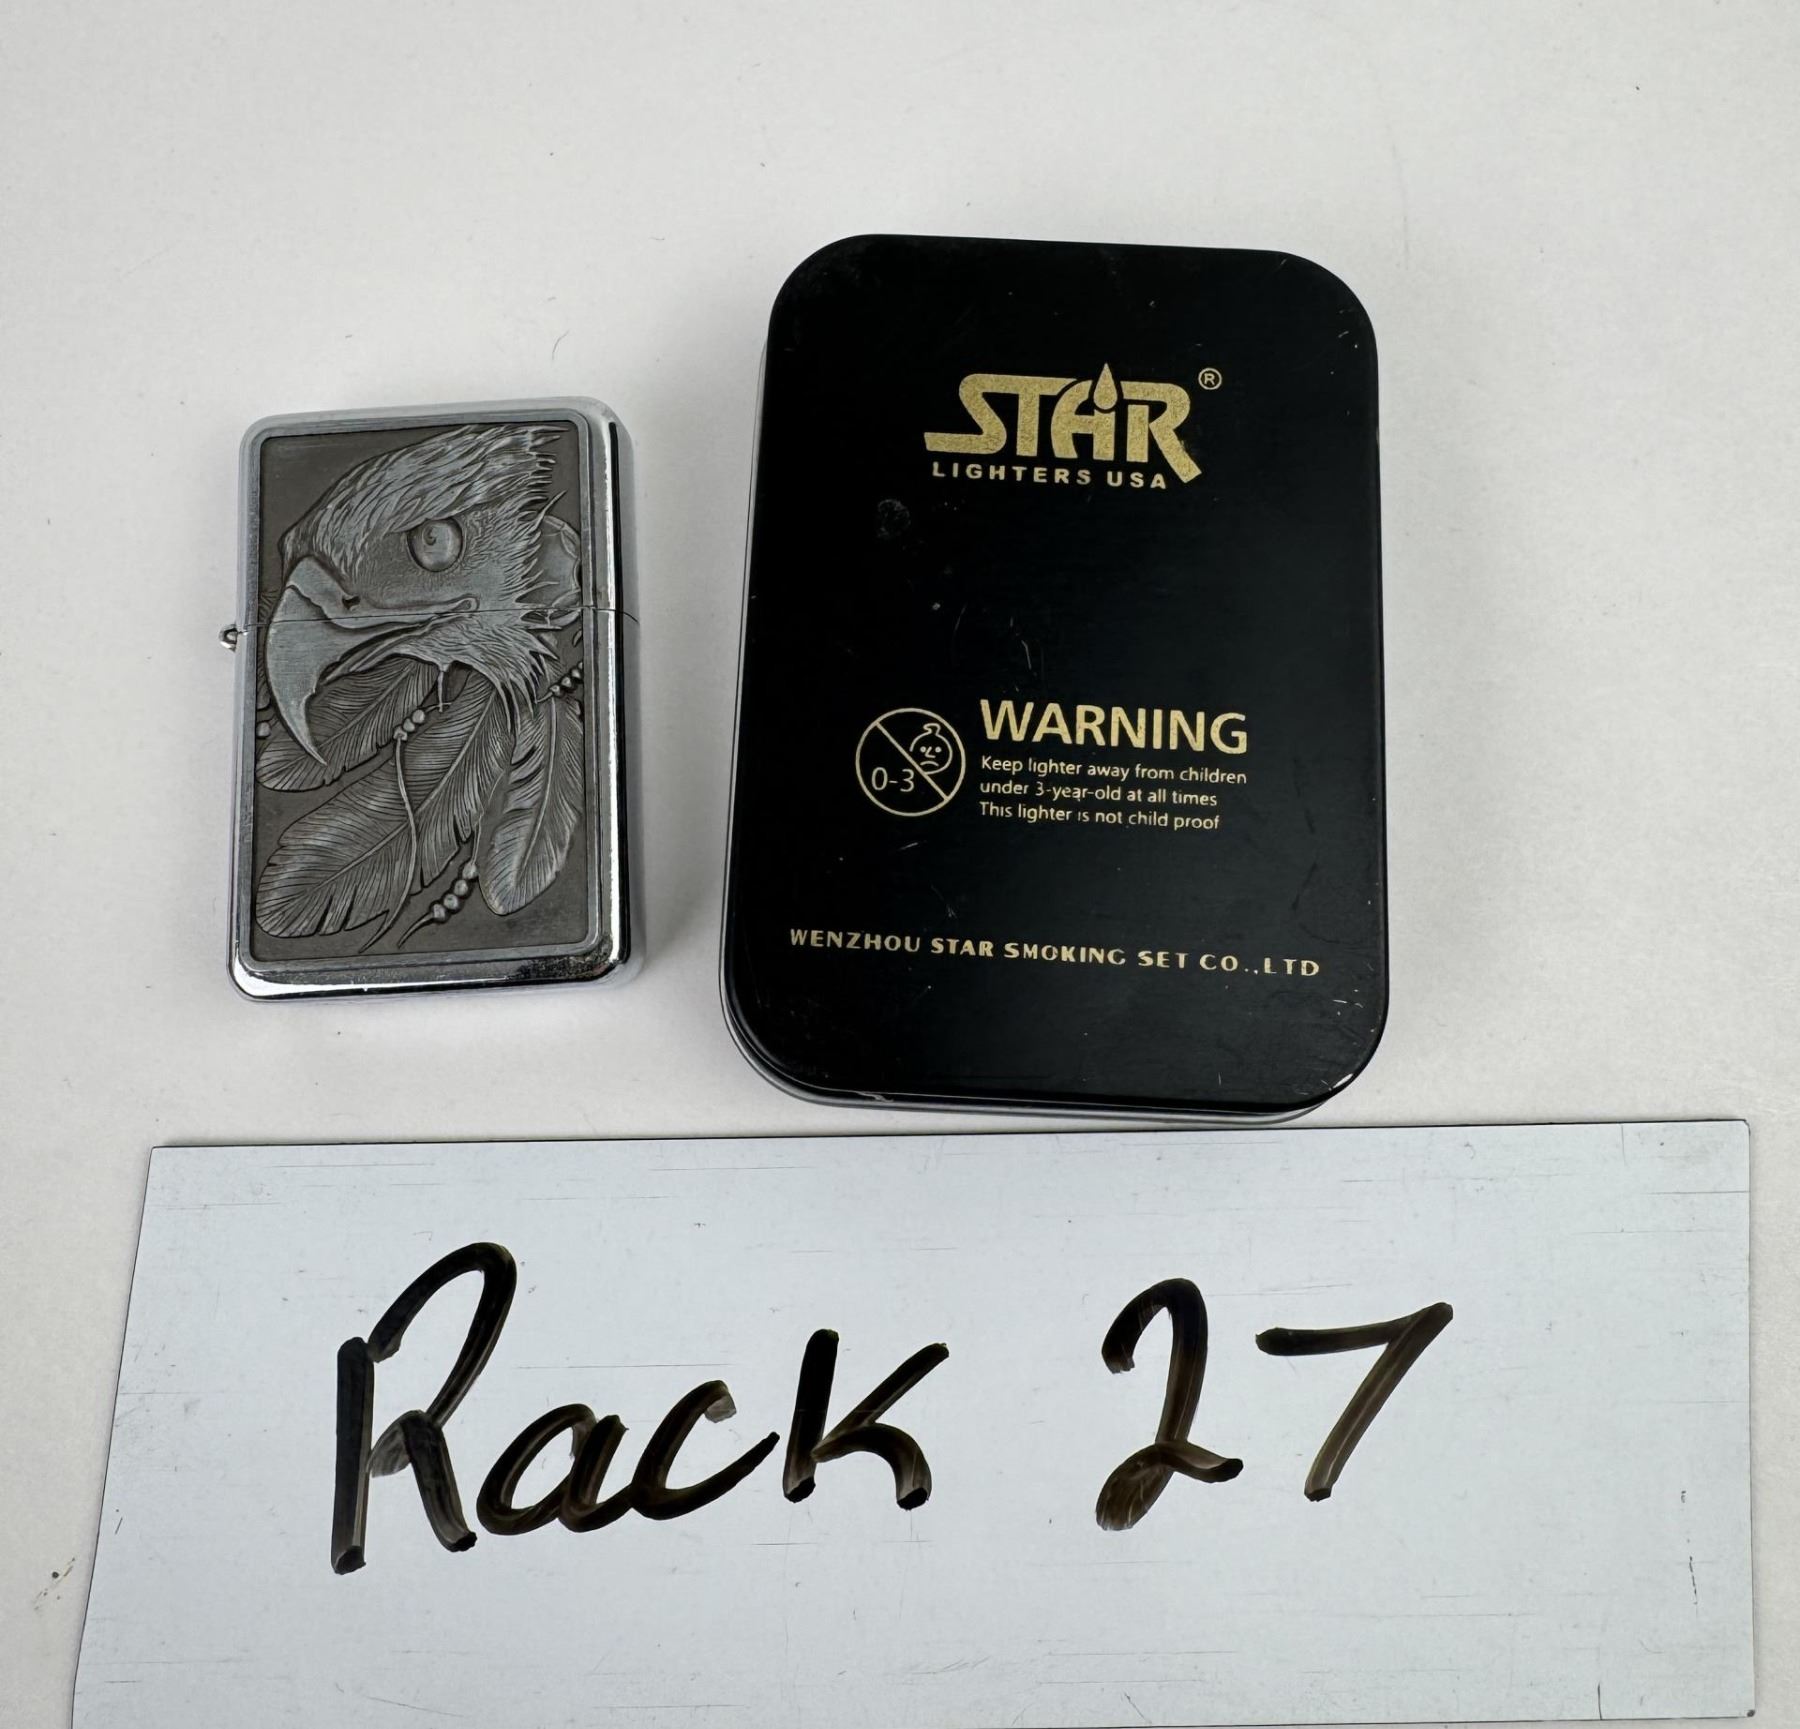 STAR®
LIGHTERS USA
WARNING
0-3
Keep lighter away from children
under 3-year-old at all times
This lighter is not child proof
WENZHOU STAR SMOKING SET CO.,LTD
Rack 27